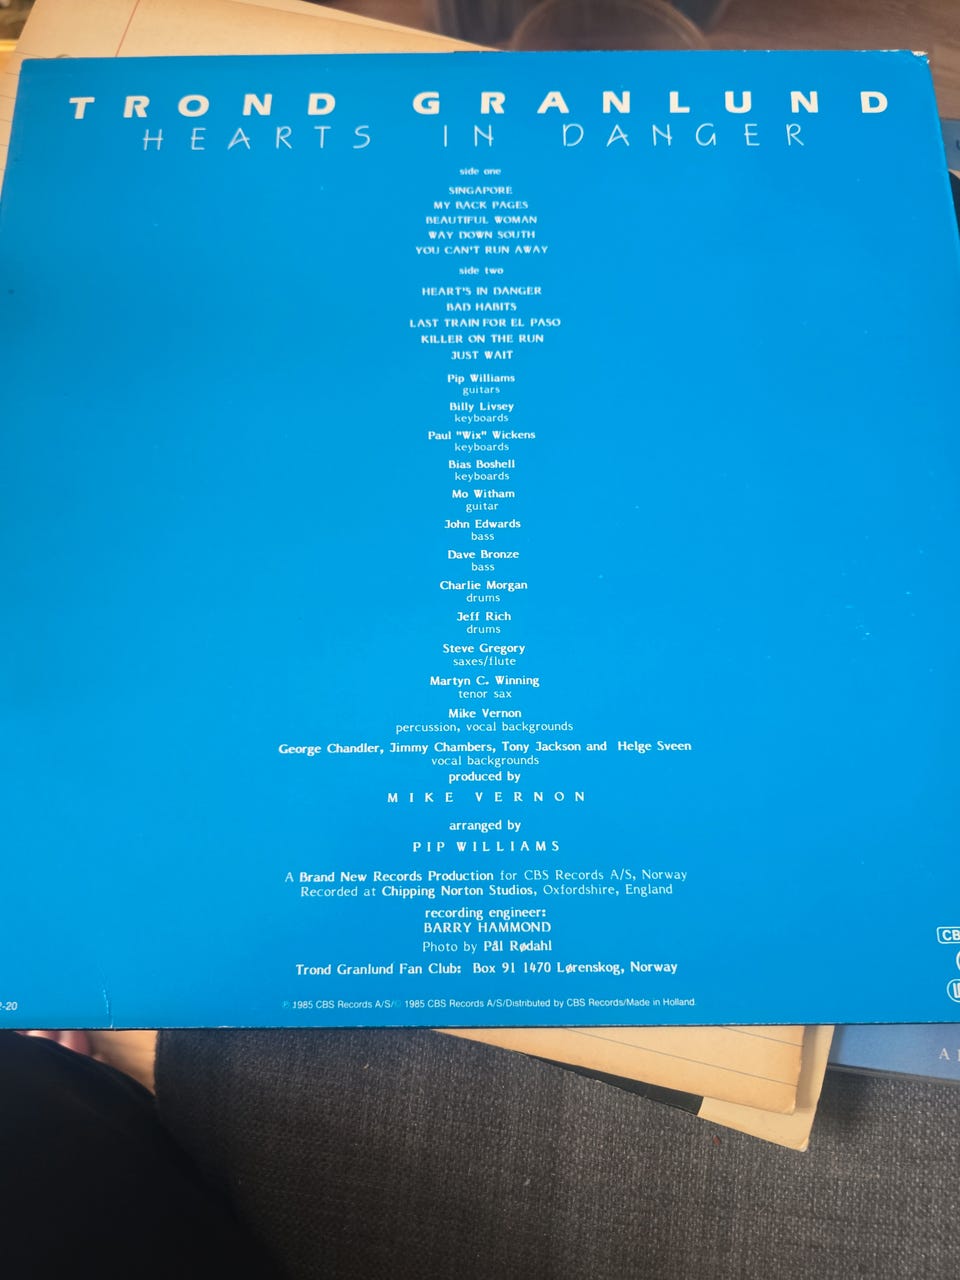 TROND GRANLUND
HEARTS IN DANGER
side one
SINGAPORE
MY BACK PAGES
BEAUTIFUL WOMAN
WAY DOWN SOUTH
YOU CAN'T RUN AWAY
side two
HEART'S IN DANGER
BAD HABITS
LAST TRAIN FOR EL PASO
KILLER ON THE RUN
JUST WAIT
Pip Williams
guitars
Billy Livsey
keyboards
Paul "Wix" Wickens
keyboards
Bias Boshell
keyboards
Mo Witham
guitar
John Edwards
bass
Dave Bronze
bass
Charlie Morgan
drums
Jeff Rich
drums
Steve Gregory
saxes/flute
Martyn C. Winning
tenor sax
Mike Vernon
percussion, vocal backgrounds
George Chandler, Jimmy Chambers, Tony Jackson and Helge Sveen
vocal backgrounds
produced by
MIKE VERNON
arranged by
PIP WILLIAMS
A Brand New Records Production for CBS Records A/S, Norway
Recorded at Chipping Norton Studios, Oxfordshire, England
recording engineer:
BARRY HAMMOND
Photo by Pål Rødahl
Trond Granlund Fan Club: Box 91 1470 Lørenskog, Norway
℗ 1985 CBS Records A/S/© 1985 CBS Records A/S/Distributed by CBS Records/Made in Holland.
-20
CB